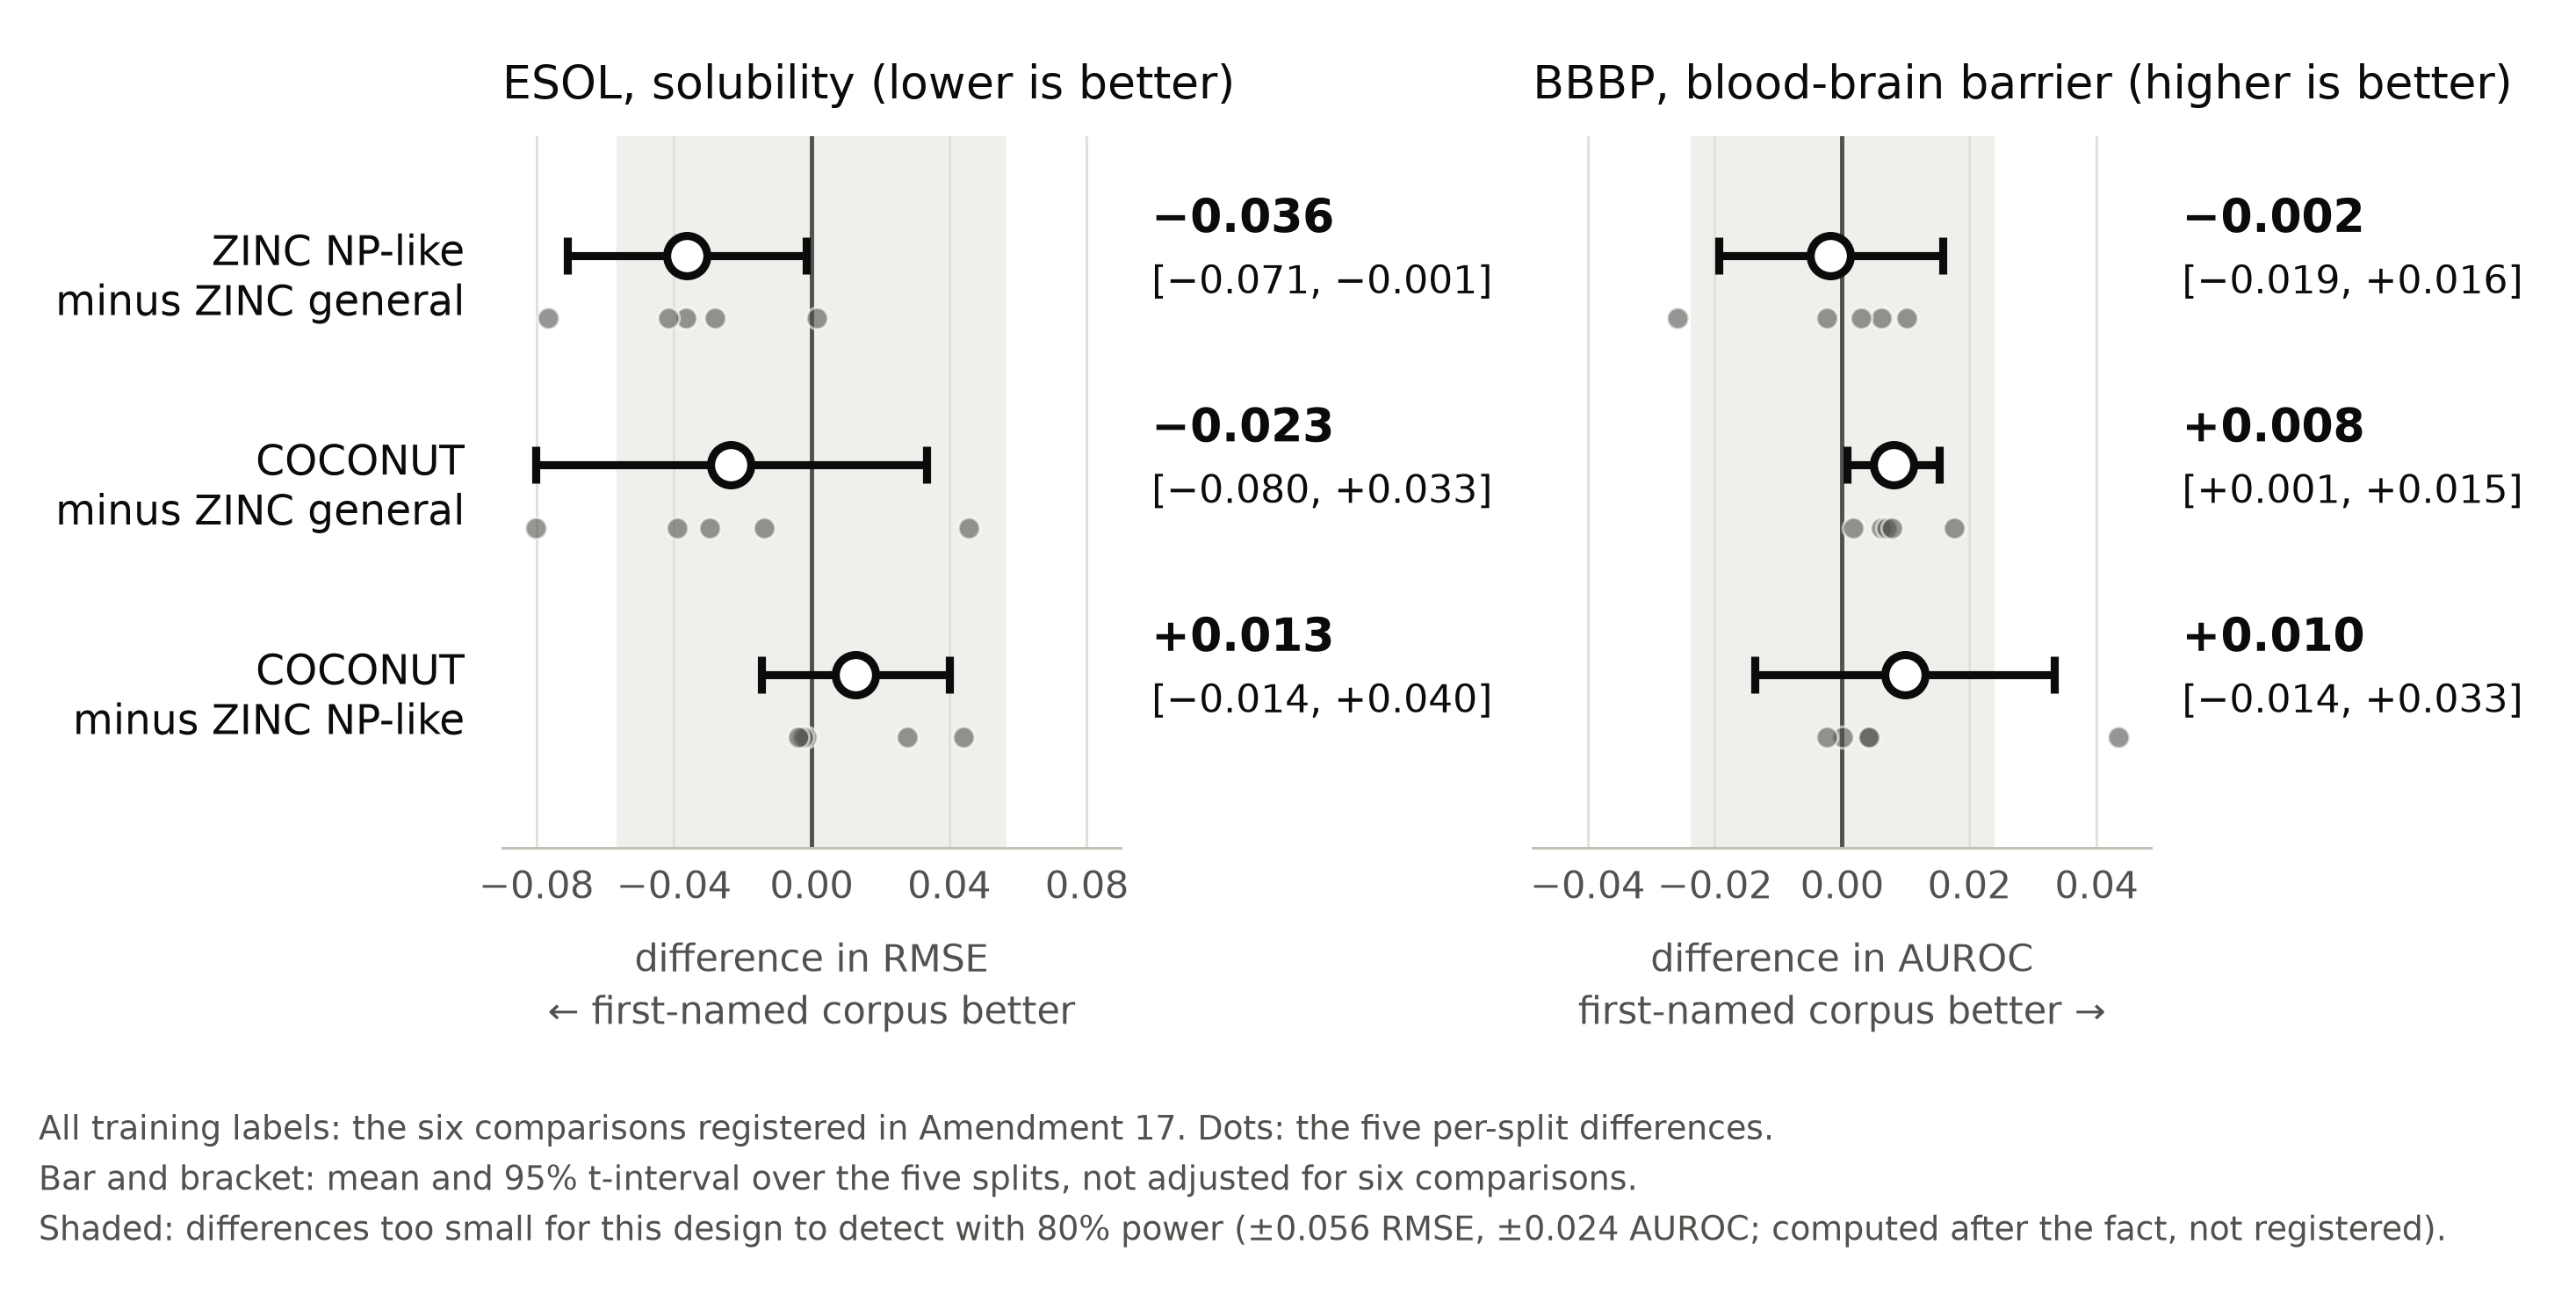 ESOL, solubility (lower is better)
BBBP, blood-brain barrier (higher is better)
ZINC NP-like
minus ZINC general
−0.036
[−0.071, −0.001]
−0.002
[−0.019, +0.016]
COCONUT
minus ZINC general
−0.023
[−0.080, +0.033]
+0.008
[+0.001, +0.015]
COCONUT
minus ZINC NP-like
+0.013
[−0.014, +0.040]
+0.010
[−0.014, +0.033]
−0.08 −0.04 0.00 0.04 0.08
−0.04 −0.02 0.00 0.02 0.04
difference in RMSE
← first-named corpus better
difference in AUROC
first-named corpus better →
All training labels: the six comparisons registered in Amendment 17. Dots: the five per-split differences.
Bar and bracket: mean and 95% t-interval over the five splits, not adjusted for six comparisons.
Shaded: differences too small for this design to detect with 80% power (±0.056 RMSE, ±0.024 AUROC; computed after the fact, not registered).